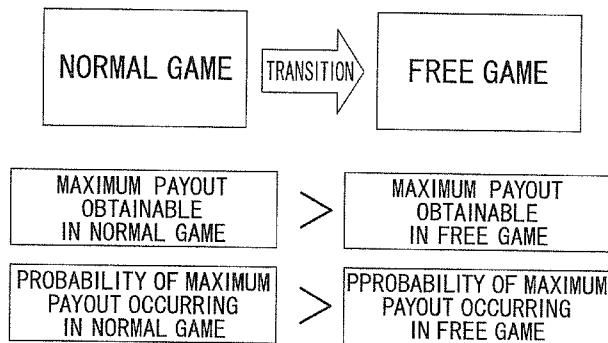 NORMAL GAME
TRANSITION
FREE GAME
MAXIMUM PAYOUT
OBTAINABLE
IN NORMAL GAME
>
MAXIMUM PAYOUT
OBTAINABLE
IN FREE GAME
PROBABILITY OF MAXIMUM
PAYOUT OCCURRING
IN NORMAL GAME
>
PPROBABILITY OF MAXIMUM
PAYOUT OCCURRING
IN FREE GAME